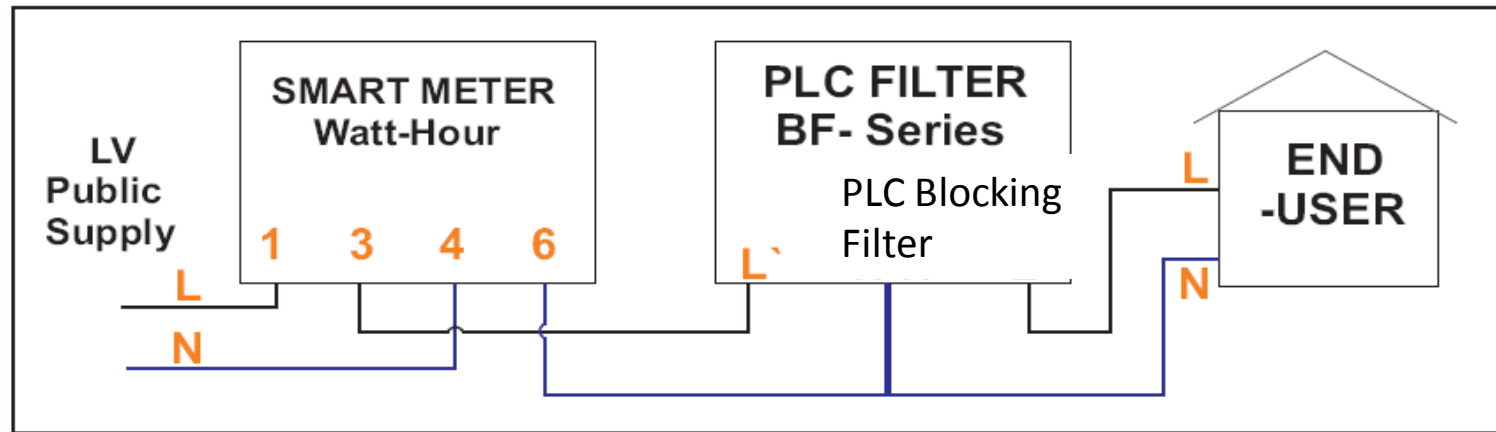 SMART METER
Watt-Hour
1 3 4 6
PLC FILTER
BF- Series
PLC Blocking
Filter
L`
LV
Public
Supply
L
N
END
-USER
L
N